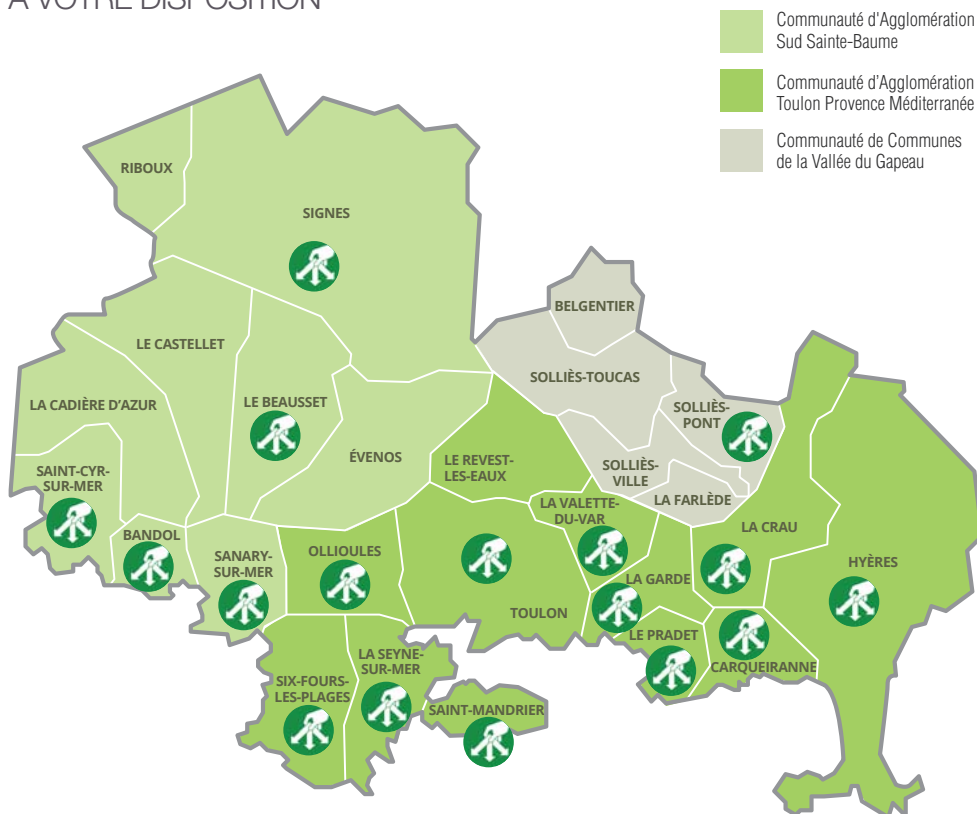 À VOTRE DISPOSITION
Communauté d'Agglomération
Sud Sainte-Baume
Communauté d'Agglomération
Toulon Provence Méditerranée
Communauté de Communes
de la Vallée du Gapeau
RIBOUX
SIGNES
BELGENTIER
LE CASTELLET
SOLLIÈS-TOUCAS
LA CADIÈRE D'AZUR
LE BEAUSSET
SOLLIÈS-
PONT
ÉVENOS
LE REVEST-
LES-EAUX
SOLLIÈS-
VILLE
SAINT-CYR-
SUR-MER
LA FARLÈDE
LA VALETTE-
DU-VAR
LA CRAU
BANDOL
SANARY-
SUR-MER
OLLIOULES
HYÈRES
LA GARDE
TOULON
LE PRADET
CARQUEIRANNE
LA SEYNE-
SUR-MER
SIX-FOURS-
LES-PLAGES
SAINT-MANDRIER